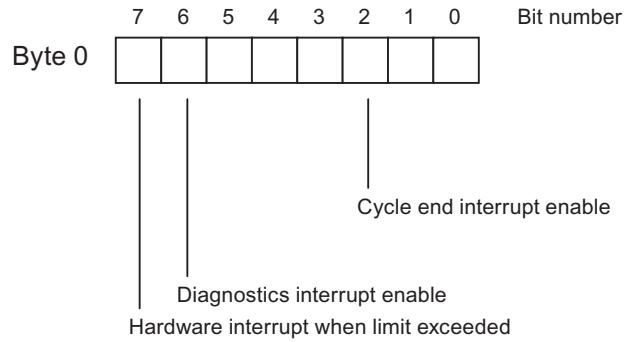 7 6 5 4 3 2 1 0 Bit number
Byte 0
Cycle end interrupt enable
Diagnostics interrupt enable
Hardware interrupt when limit exceeded